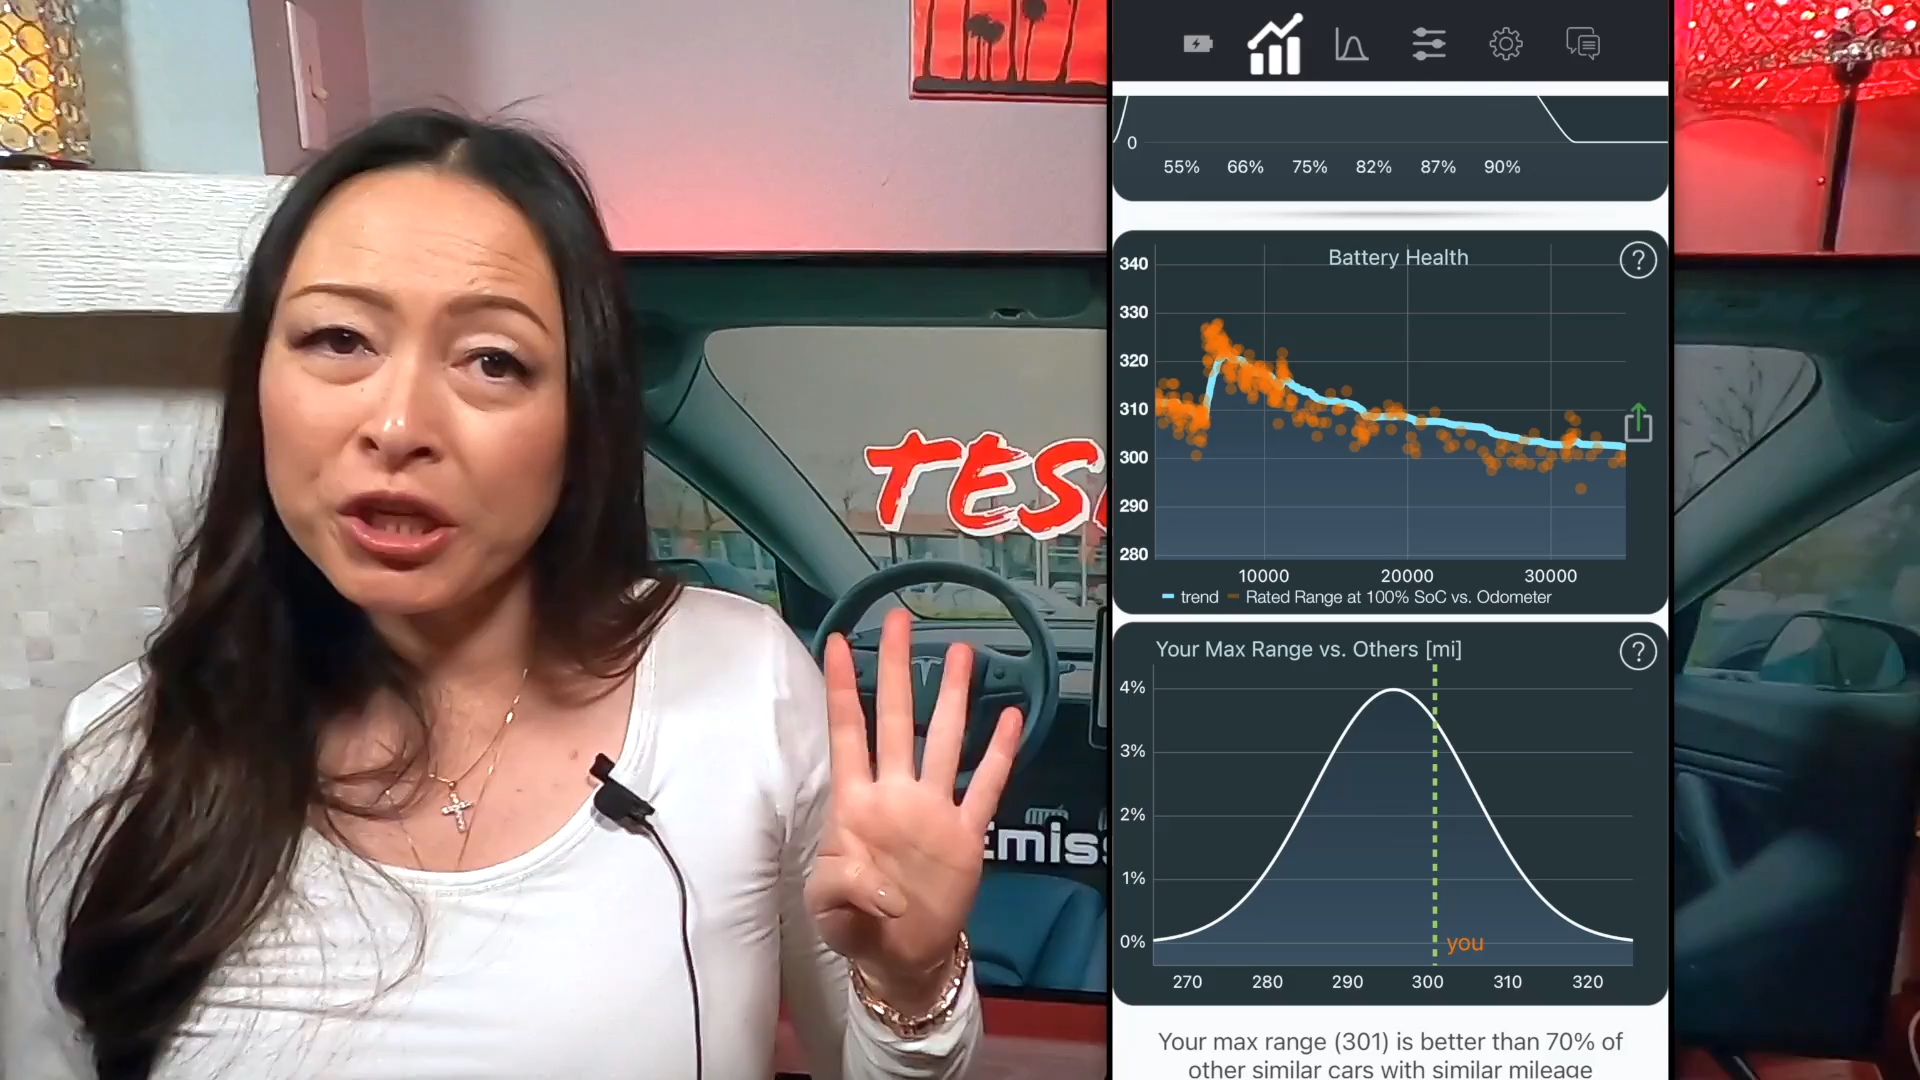 TES
Emiss
0
55% 66% 75% 82% 87% 90%
Battery Health
?
340
330
320
310
300
290
280
10000 20000 30000
trend Rated Range at 100% SoC vs. Odometer
Your Max Range vs. Others [mi]
?
4%
3%
2%
1%
0%
you
270 280 290 300 310 320
Your max range (301) is better than 70% of
other similar cars with similar mileage